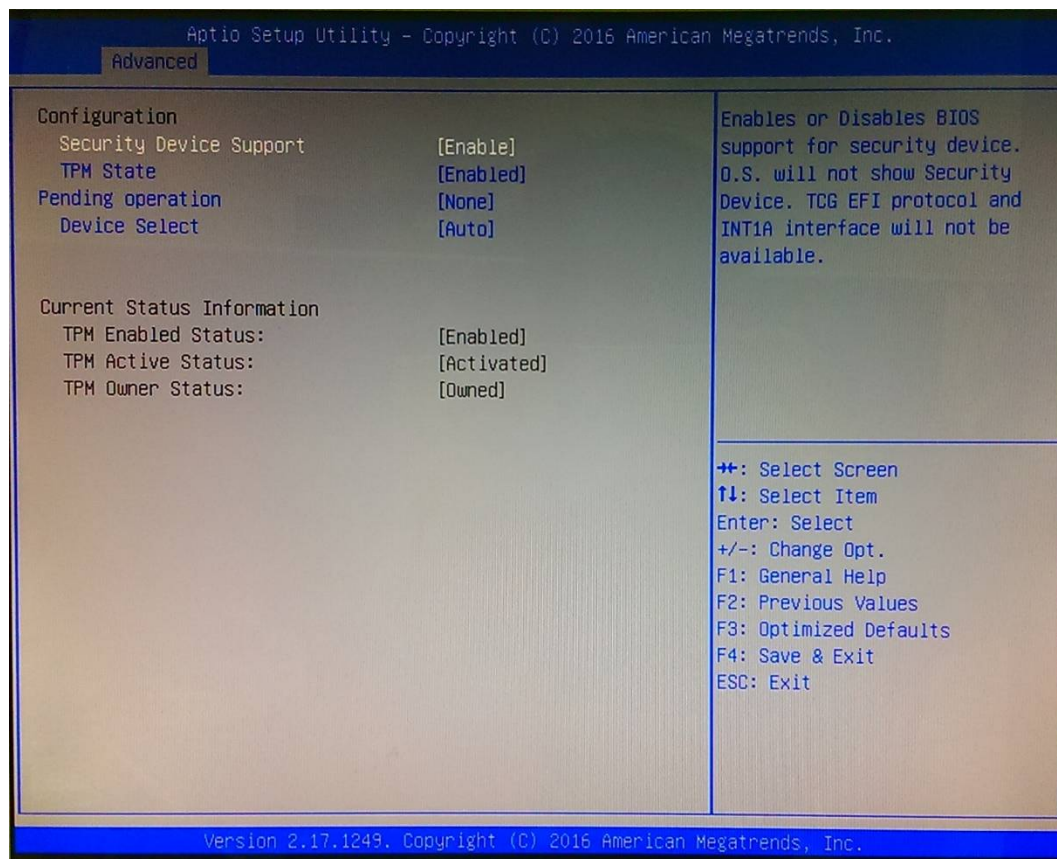 Aptio Setup Utility – Copyright (C) 2016 American Megatrends, Inc.
Advanced
Configuration
Security Device Support [Enable]
TPM State [Enabled]
Pending operation [None]
Device Select [Auto]
Current Status Information
TPM Enabled Status: [Enabled]
TPM Active Status: [Activated]
TPM Owner Status: [Owned]
Enables or Disables BIOS
support for security device.
O.S. will not show Security
Device. TCG EFI protocol and
INT1A interface will not be
available.
→←: Select Screen
↑↓: Select Item
Enter: Select
+/-: Change Opt.
F1: General Help
F2: Previous Values
F3: Optimized Defaults
F4: Save & Exit
ESC: Exit
Version 2.17.1249. Copyright (C) 2016 American Megatrends, Inc.